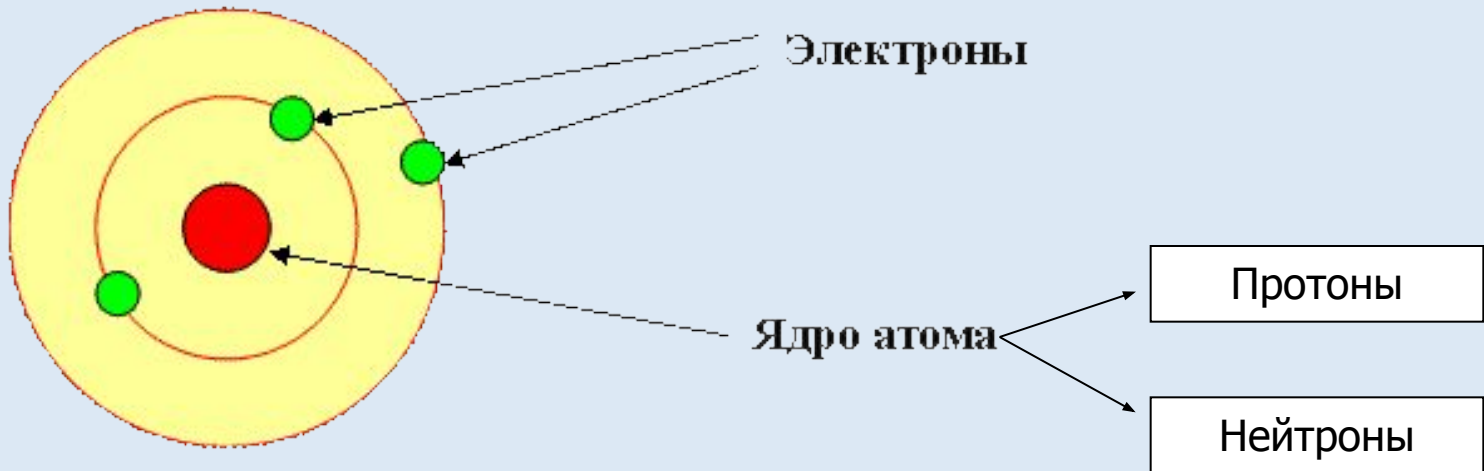 Электроны
Протоны
Ядро атома
Нейтроны